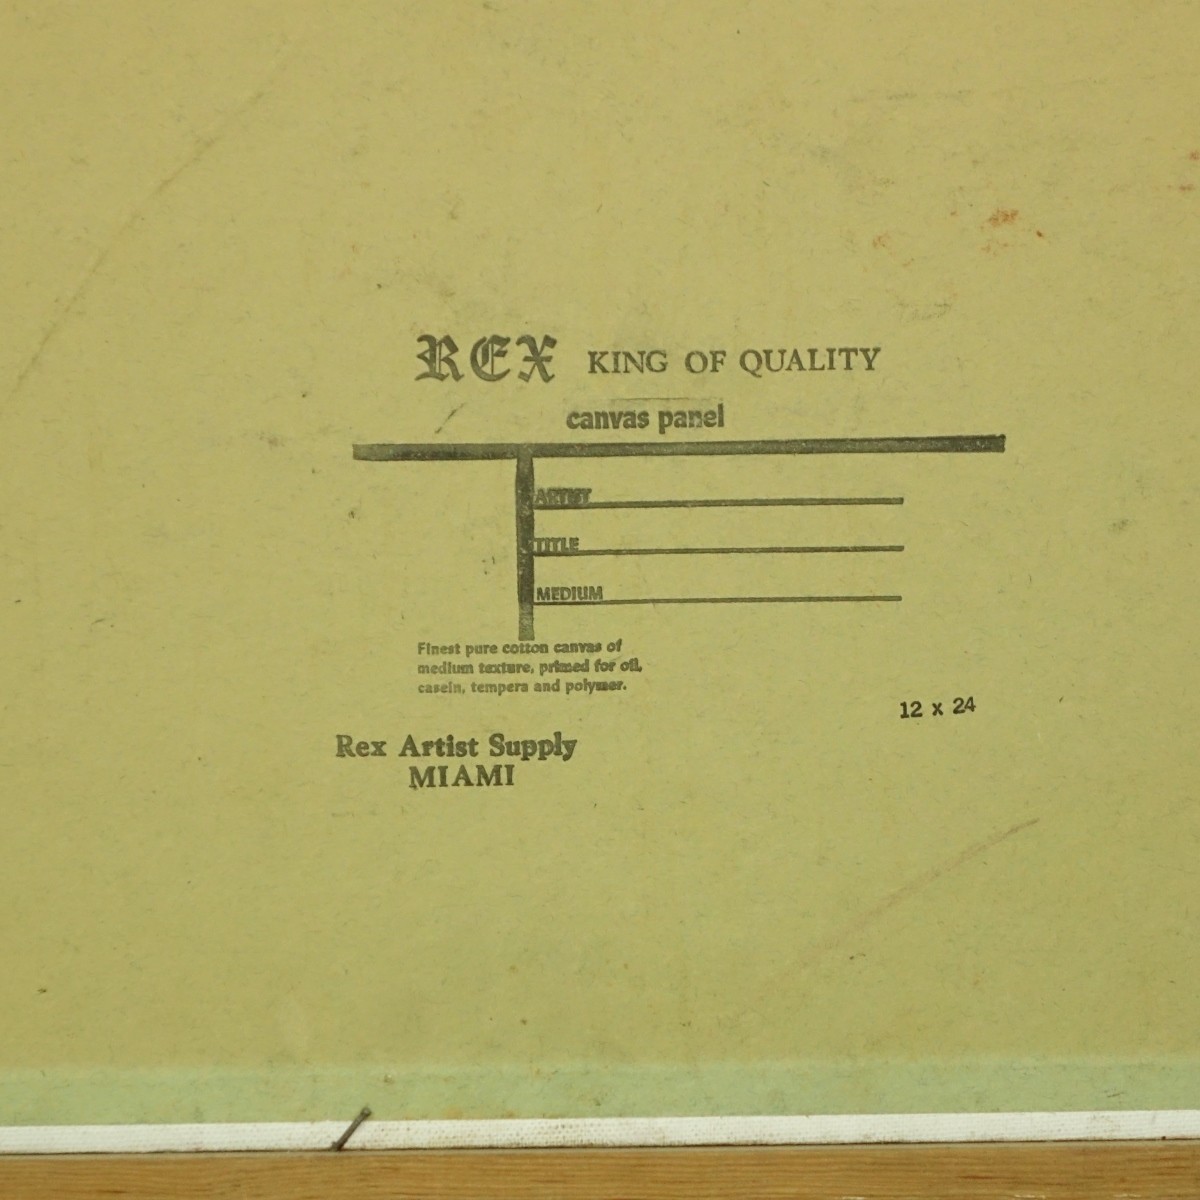 REX KING OF QUALITY
canvas panel
ARTIST
TITLE
MEDIUM
Finest pure cotton canvas of
medium texture, primed for oil,
casein, tempera and polymer.
12 x 24
Rex Artist Supply
MIAMI